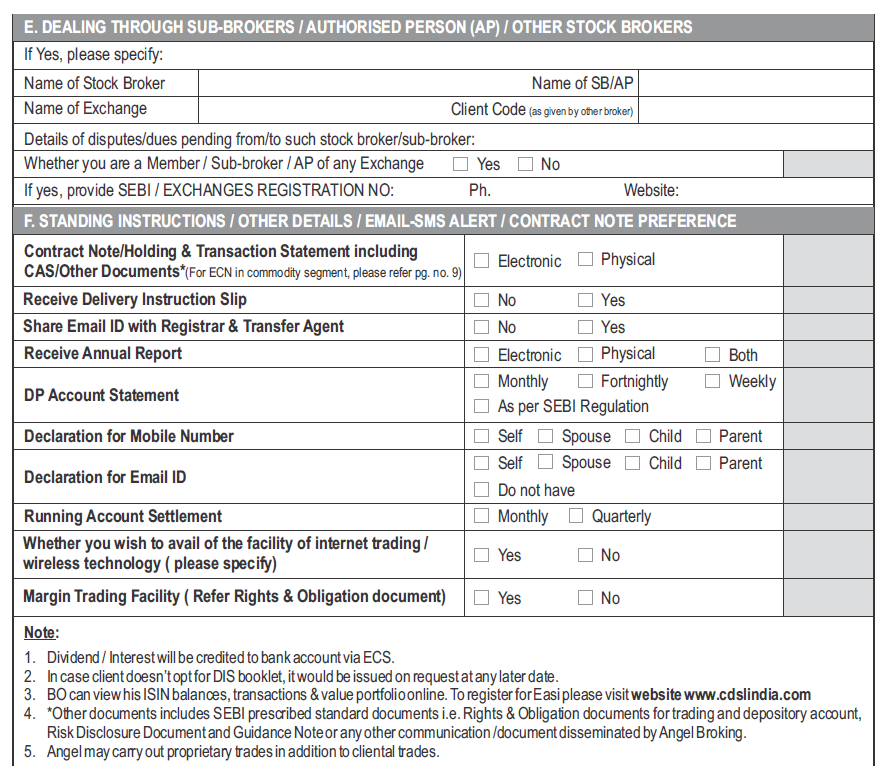 E. DEALING THROUGH SUB-BROKERS / AUTHORISED PERSON (AP) / OTHER STOCK BROKERS
If Yes, please specify:
Name of Stock Broker Name of SB/AP
Name of Exchange Client Code (as given by other broker)
Details of disputes/dues pending from/to such stock broker/sub-broker:
Whether you are a Member / Sub-broker / AP of any Exchange Yes No
If yes, provide SEBI / EXCHANGES REGISTRATION NO: Ph. Website:
F. STANDING INSTRUCTIONS / OTHER DETAILS / EMAIL-SMS ALERT / CONTRACT NOTE PREFERENCE
Contract Note/Holding & Transaction Statement including
CAS/Other Documents*(For ECN in commodity segment, please refer pg. no. 9) Electronic Physical
Receive Delivery Instruction Slip No Yes
Share Email ID with Registrar & Transfer Agent No Yes
Receive Annual Report Electronic Physical Both
DP Account Statement Monthly Fortnightly Weekly
As per SEBI Regulation
Declaration for Mobile Number Self Spouse Child Parent
Declaration for Email ID Self Spouse Child Parent
Do not have
Running Account Settlement Monthly Quarterly
Whether you wish to avail of the facility of internet trading /
wireless technology ( please specify) Yes No
Margin Trading Facility ( Refer Rights & Obligation document) Yes No
Note:
1. Dividend / Interest will be credited to bank account via ECS.
2. In case client doesn't opt for DIS booklet, it would be issued on request at any later date.
3. BO can view his ISIN balances, transactions & value portfolio online. To register for Easi please visit website www.cdslindia.com
4. *Other documents includes SEBI prescribed standard documents i.e. Rights & Obligation documents for trading and depository account,
Risk Disclosure Document and Guidance Note or any other communication /document disseminated by Angel Broking.
5. Angel may carry out proprietary trades in addition to cliental trades.